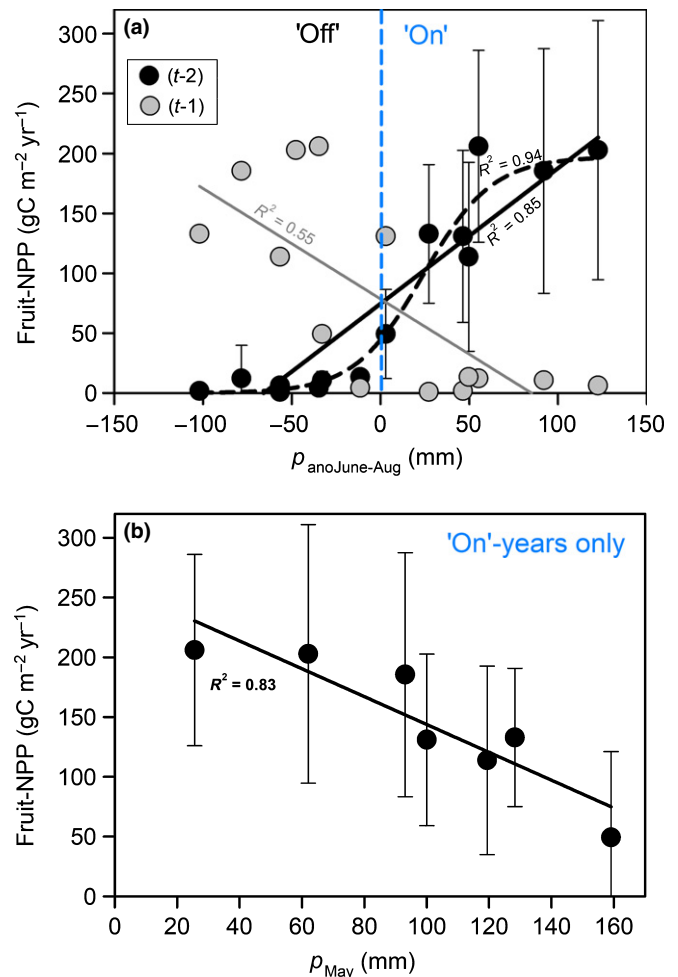 (a)
'Off'
'On'
(t-2)
(t-1)
R² = 0.94
R² = 0.85
R² = 0.55
Fruit-NPP (gC m⁻² yr⁻¹)
300
250
200
150
100
50
0
−150
−100
−50
0
50
100
150
p anoJune-Aug (mm)
(b)
'On'-years only
R² = 0.83
Fruit-NPP (gC m⁻² yr⁻¹)
300
250
200
150
100
50
0
0
20
40
60
80
100
120
140
160
p May (mm)